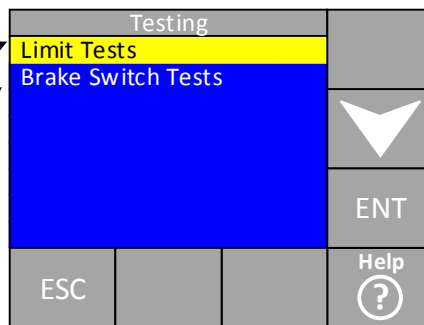 Testing
Limit Tests
Brake Switch Tests
ENT
ESC
Help
?